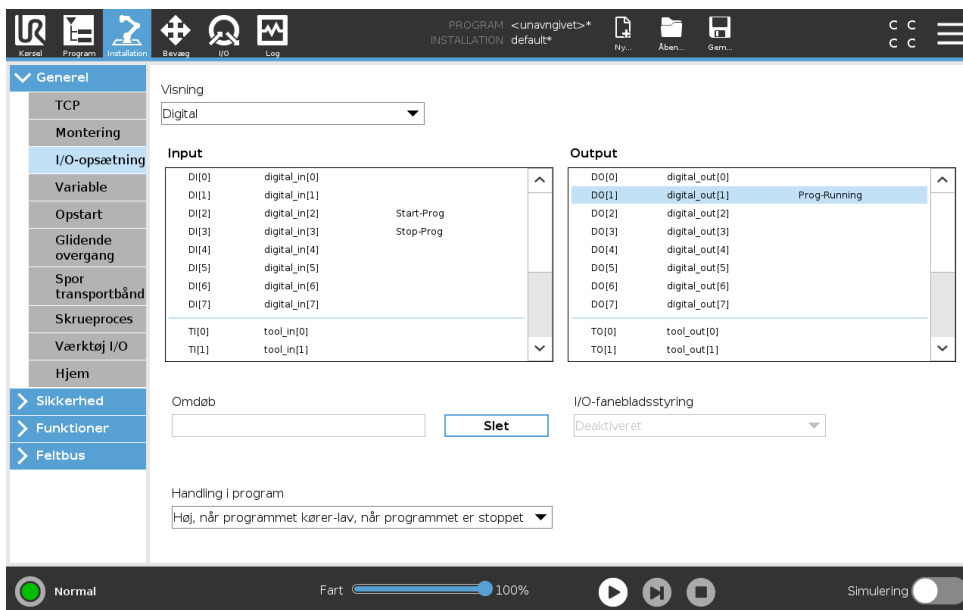 PROGRAM <unavngivet>*
INSTALLATION default*
UR
Kørsel Program Installation Bevæg I/O Log
Ny... Åben... Gem...
C C
C C
Generel
TCP
Montering
I/O-opsætning
Variable
Opstart
Glidende
overgang
Spor
transportbånd
Skrueproces
Værktøj I/O
Hjem
Sikkerhed
Funktioner
Feltbus
Visning
Digital
Input
DI[0] digital_in[0]
DI[1] digital_in[1]
DI[2] digital_in[2] Start-Prog
DI[3] digital_in[3] Stop-Prog
DI[4] digital_in[4]
DI[5] digital_in[5]
DI[6] digital_in[6]
DI[7] digital_in[7]
TI[0] tool_in[0]
TI[1] tool_in[1]
Output
DO[0] digital_out[0]
DO[1] digital_out[1] Prog-Running
DO[2] digital_out[2]
DO[3] digital_out[3]
DO[4] digital_out[4]
DO[5] digital_out[5]
DO[6] digital_out[6]
DO[7] digital_out[7]
TO[0] tool_out[0]
TO[1] tool_out[1]
Omdøb
Slet
I/O-fanebladsstyring
Deaktiveret
Handling i program
Høj, når programmet kører-lav, når programmet er stoppet
Normal
Fart 100%
Simulering